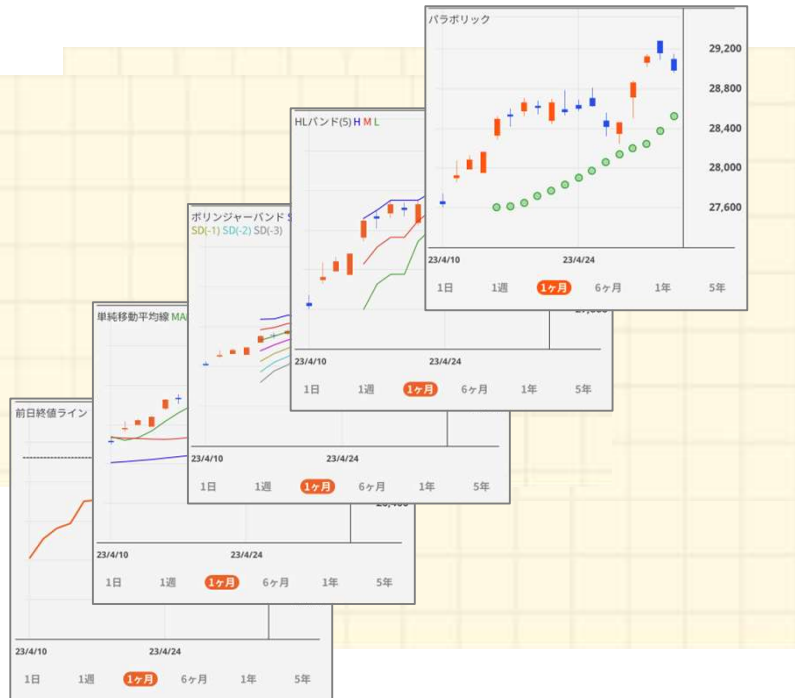 パラボリック
29,200
28,800
28,400
28,000
27,600
23/4/10 23/4/24
1日 1週 1ヶ月 6ヶ月 1年 5年
HLバンド(5) H M L
23/4/10 23/4/24
1日 1週 1ヶ月 6ヶ月 1年 5年
ボリンジャーバンド
SD(-1) SD(-2) SD(-3)
23/4/10 23/4/24
1日 1週 1ヶ月 6ヶ月 1年 5年
単純移動平均線 MA
23/4/10 23/4/24
1日 1週 1ヶ月 6ヶ月 1年 5年
前日終値ライン
23/4/10 23/4/24
1日 1週 1ヶ月 6ヶ月 1年 5年